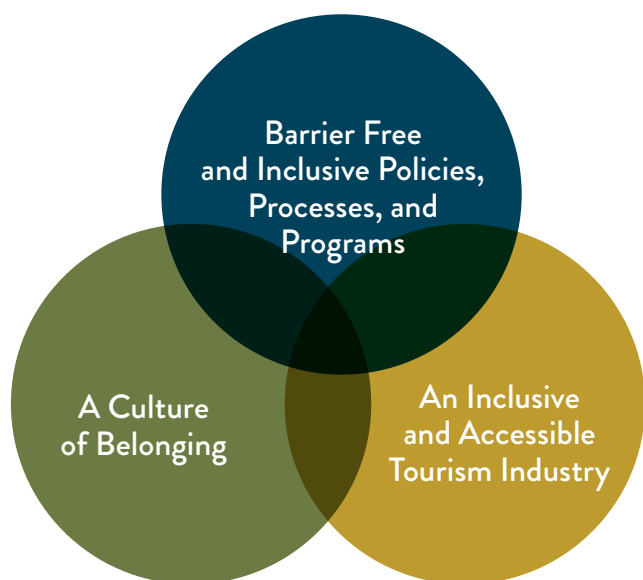 Barrier Free
and Inclusive Policies,
Processes, and
Programs
A Culture
of Belonging
An Inclusive
and Accessible
Tourism Industry